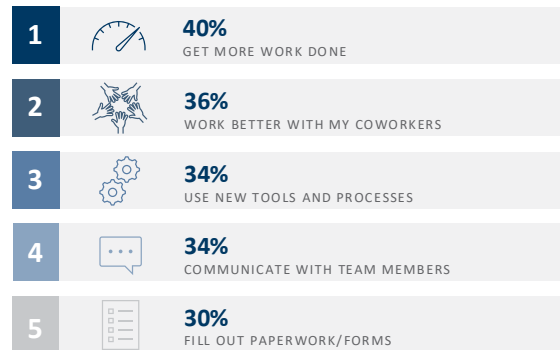 1
40%
GET MORE WORK DONE
2
36%
WORK BETTER WITH MY COWORKERS
3
34%
USE NEW TOOLS AND PROCESSES
4
34%
COMMUNICATE WITH TEAM MEMBERS
5
30%
FILL OUT PAPERWORK/FORMS